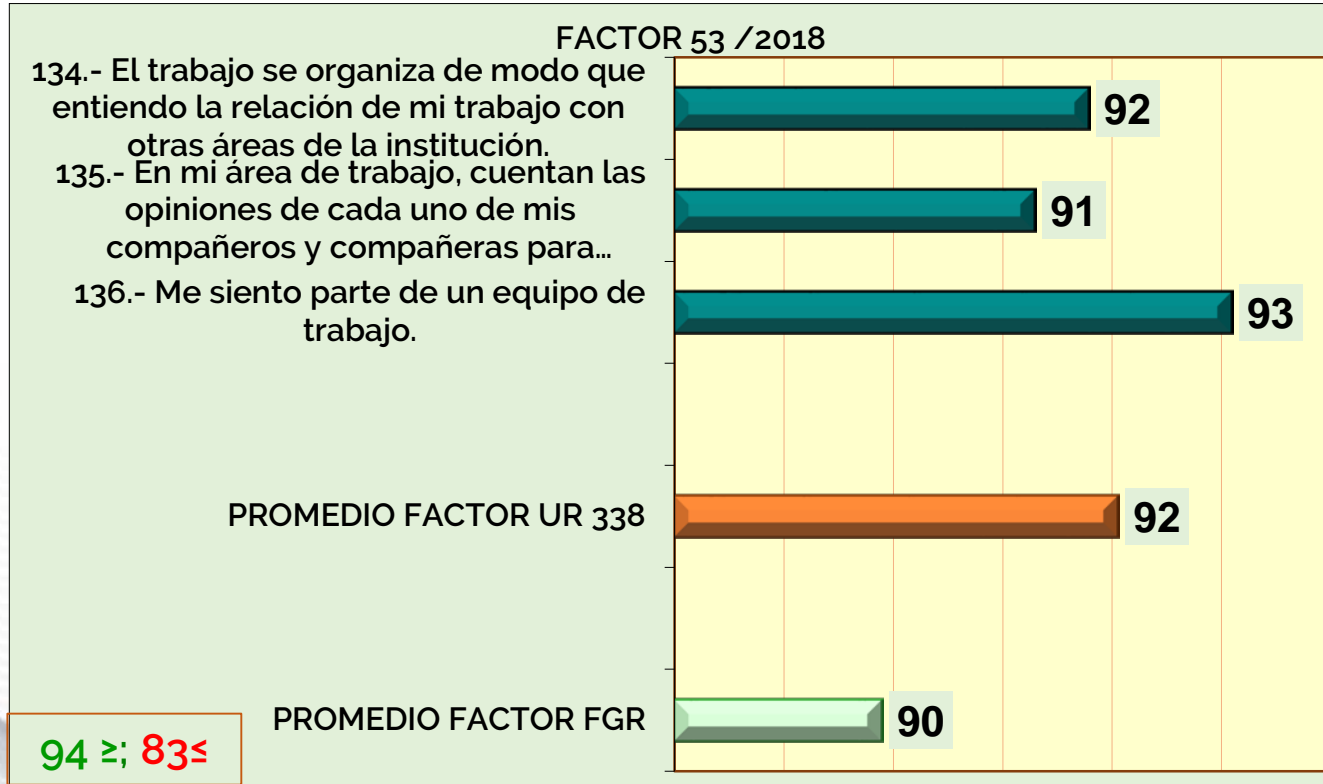 FACTOR 53 /2018
134.- El trabajo se organiza de modo que
entiendo la relación de mi trabajo con
otras áreas de la institución.
92
135.- En mi área de trabajo, cuentan las
opiniones de cada uno de mis
compañeros y compañeras para...
91
136.- Me siento parte de un equipo de
trabajo.
93
PROMEDIO FACTOR UR 338
92
PROMEDIO FACTOR FGR
90
94 ≥; 83≤